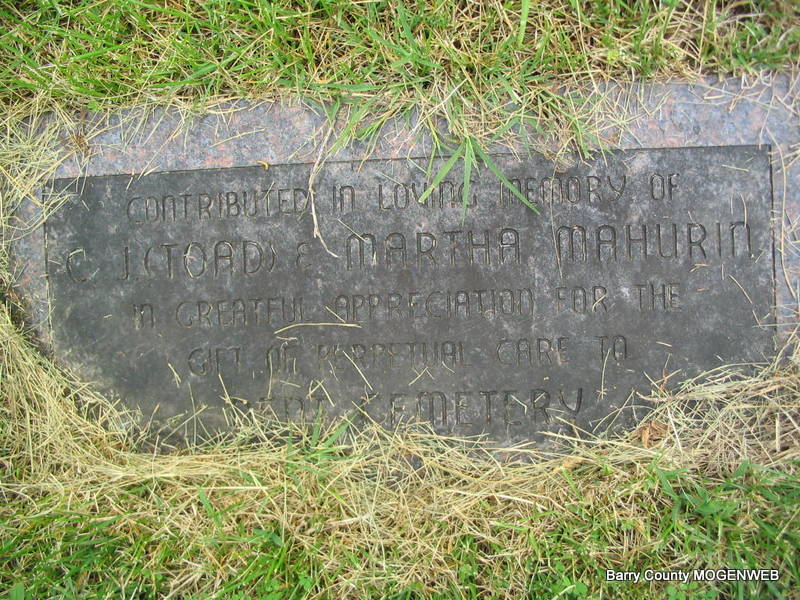 CONTRIBUTED IN LOVING MEMORY OF
C J (TOAD) & MARTHA MAHURIN
IN GREATFUL APPRECIATION FOR THE
GIFT OF PERPETUAL CARE TO
CEMETERY
Barry County MOGENWEB